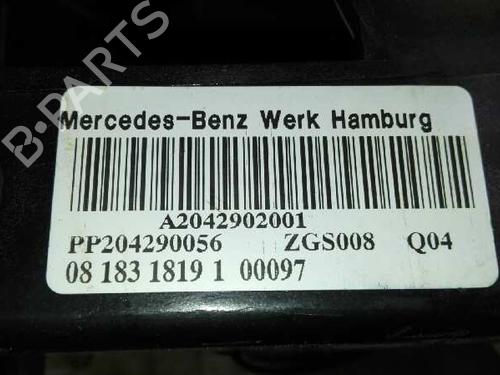 B-PARTS
Mercedes-Benz Werk Hamburg
A2042902001
PP204290056 ZGS008 Q04
08 183 1819 1 00097